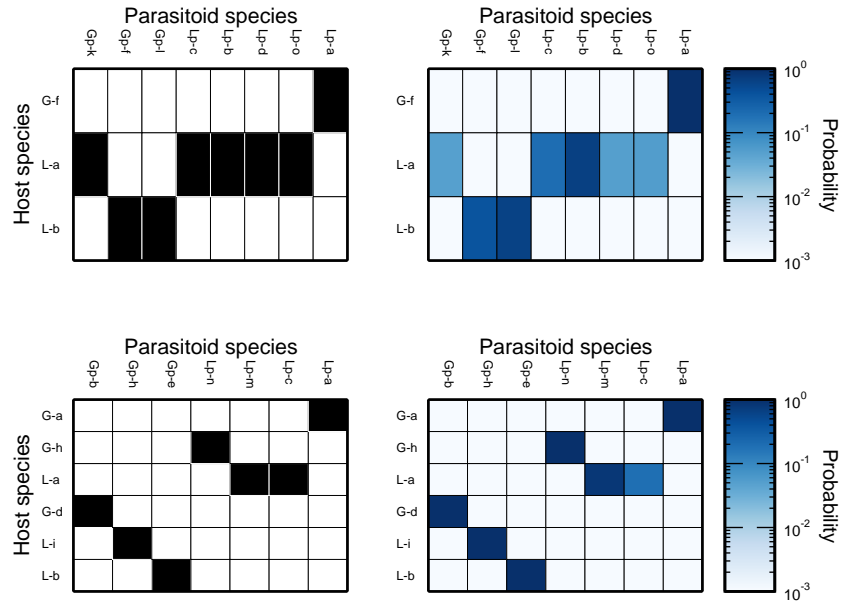 Parasitoid species
Parasitoid species
Gp-k
Gp-f
Gp-l
Lp-c
Lp-b
Lp-d
Lp-o
Lp-a
Gp-k
Gp-f
Gp-l
Lp-c
Lp-b
Lp-d
Lp-o
Lp-a
Host species
G-f
L-a
L-b
G-f
L-a
L-b
10^0
10^-1
10^-2
10^-3
Probability
Parasitoid species
Parasitoid species
Gp-b
Gp-h
Gp-e
Lp-n
Lp-m
Lp-c
Lp-a
Gp-b
Gp-h
Gp-e
Lp-n
Lp-m
Lp-c
Lp-a
Host species
G-a
G-h
L-a
G-d
L-i
L-b
G-a
G-h
L-a
G-d
L-i
L-b
10^0
10^-1
10^-2
10^-3
Probability